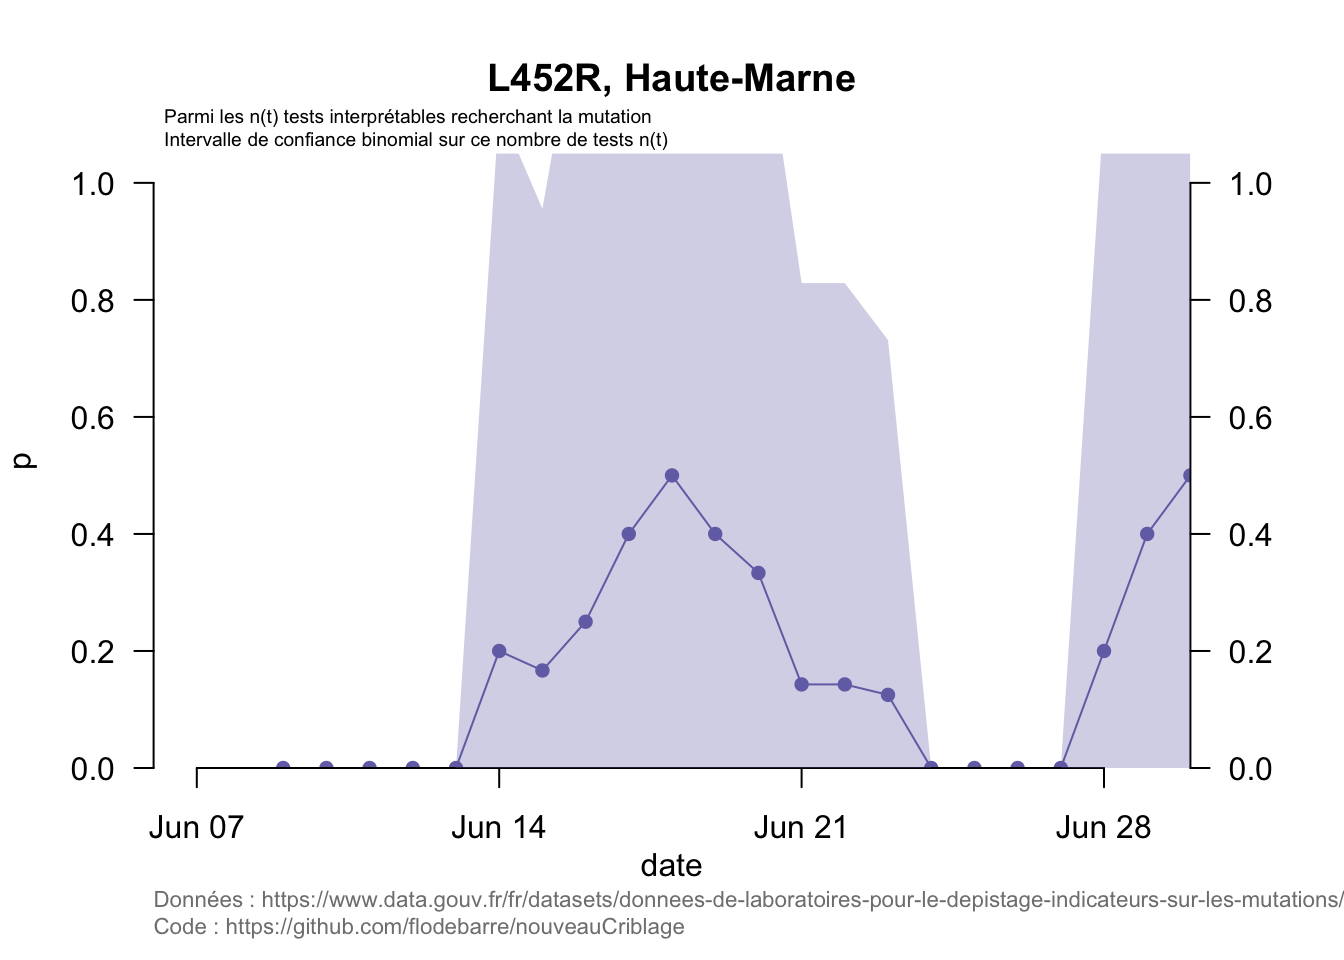 L452R, Haute-Marne
Parmi les n(t) tests interprétables recherchant la mutation
Intervalle de confiance binomial sur ce nombre de tests n(t)
1.0 1.0
0.8 0.8
0.6 0.6
p
0.4 0.4
0.2 0.2
0.0 0.0
Jun 07 Jun 14 Jun 21 Jun 28
date
Données : https://www.data.gouv.fr/fr/datasets/donnees-de-laboratoires-pour-le-depistage-indicateurs-sur-les-mutations/
Code : https://github.com/flodebarre/nouveauCriblage